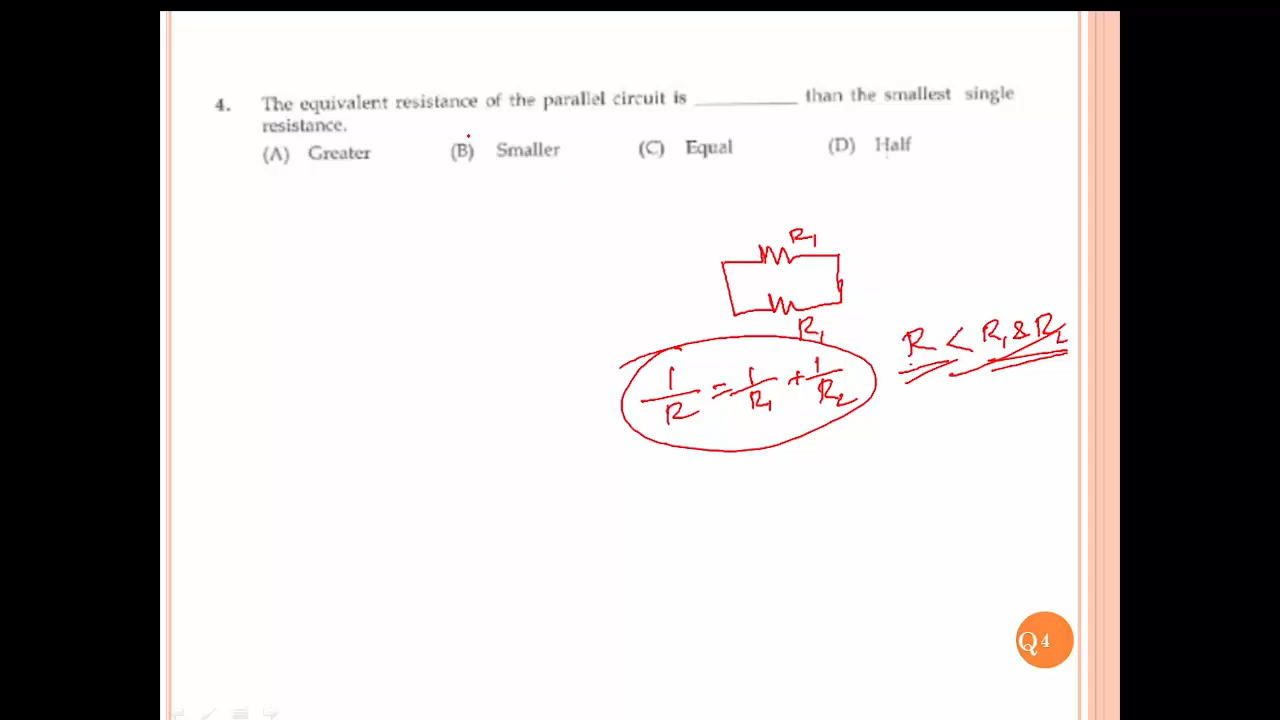 4. The equivalent resistance of the parallel circuit is __________ than the smallest single
resistance.
(A) Greater (B) Smaller (C) Equal (D) Half
R₁
R₁
1/R = 1/R₁ + 1/R₂
R < R₁ & R₂
Q4